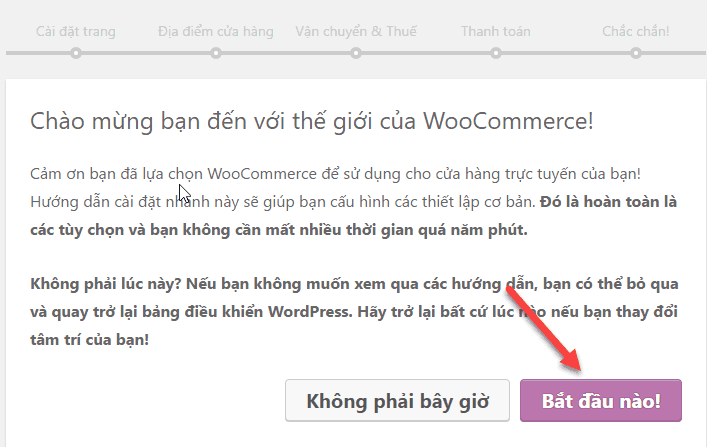 Cài đặt trang Địa điểm cửa hàng Vận chuyển & Thuế Thanh toán Chắc chắn!
Chào mừng bạn đến với thế giới của WooCommerce!
Cảm ơn bạn đã lựa chọn WooCommerce để sử dụng cho cửa hàng trực tuyến của bạn!
Hướng dẫn cài đặt nhanh này sẽ giúp bạn cấu hình các thiết lập cơ bản. Đó là hoàn toàn là
các tùy chọn và bạn không cần mất nhiều thời gian quá năm phút.
Không phải lúc này? Nếu bạn không muốn xem qua các hướng dẫn, bạn có thể bỏ qua
và quay trở lại bảng điều khiển WordPress. Hãy trở lại bất cứ lúc nào nếu bạn thay đổi
tâm trí của bạn!
Không phải bây giờ Bắt đầu nào!